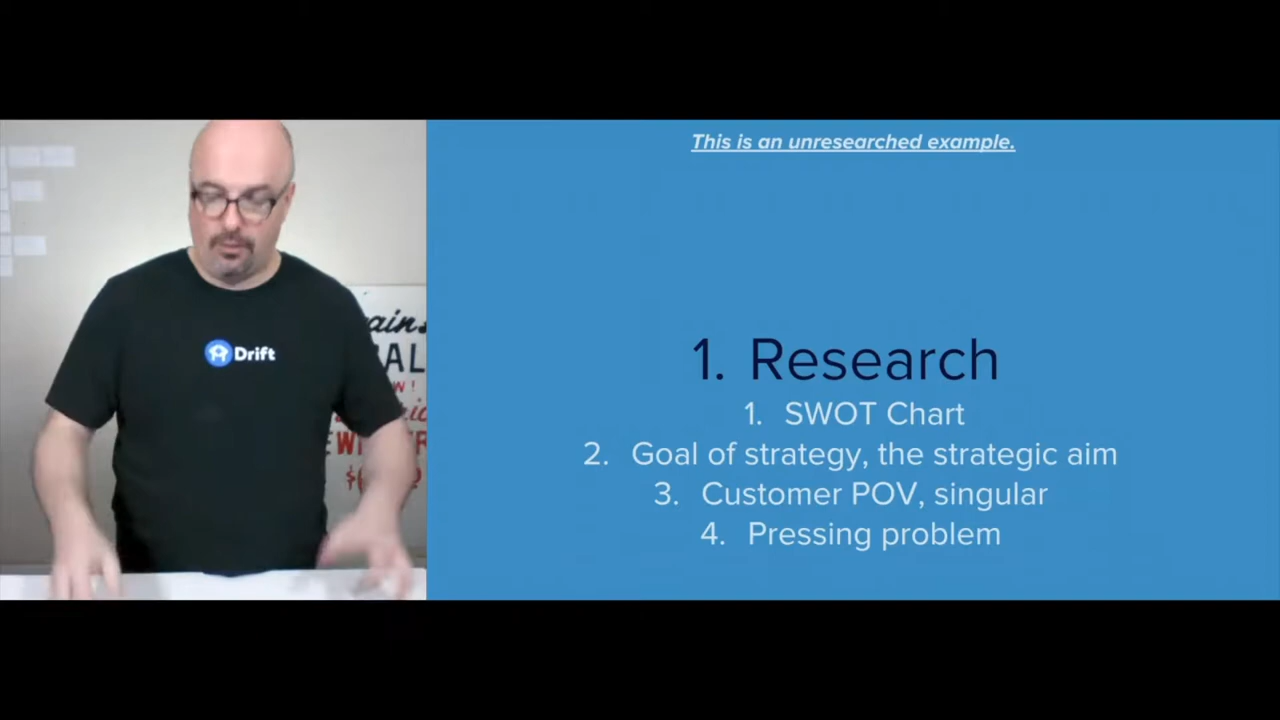 This is an unresearched example.
1. Research
1. SWOT Chart
2. Goal of strategy, the strategic aim
3. Customer POV, singular
4. Pressing problem
Drift